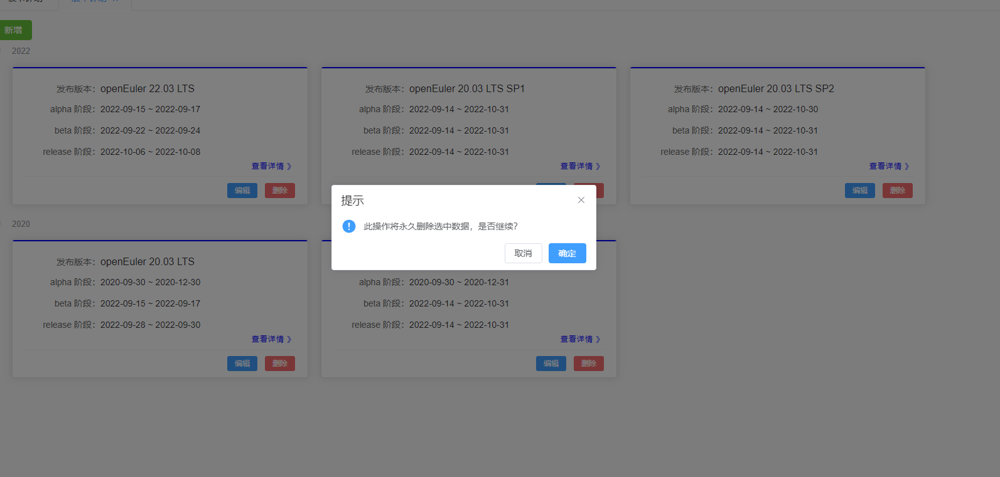 新增
2022
发布版本：openEuler 22.03 LTS
alpha 阶段：2022-09-15 ~ 2022-09-17
beta 阶段：2022-09-22 ~ 2022-09-24
release 阶段：2022-10-06 ~ 2022-10-08
查看详情 》
编辑 删除
发布版本：openEuler 20.03 LTS SP1
alpha 阶段：2022-09-14 ~ 2022-10-31
beta 阶段：2022-09-14 ~ 2022-10-31
release 阶段：2022-09-14 ~ 2022-10-31
查看详情 》
发布版本：openEuler 20.03 LTS SP2
alpha 阶段：2022-09-14 ~ 2022-10-30
beta 阶段：2022-09-14 ~ 2022-10-31
release 阶段：2022-09-14 ~ 2022-10-31
查看详情 》
编辑 删除
提示
此操作将永久删除选中数据，是否继续？
取消 确定
2020
发布版本：openEuler 20.03 LTS
alpha 阶段：2020-09-30 ~ 2020-12-30
beta 阶段：2022-09-15 ~ 2022-09-17
release 阶段：2022-09-28 ~ 2022-09-30
查看详情 》
编辑 删除
alpha 阶段：2020-09-30 ~ 2020-12-31
beta 阶段：2022-09-14 ~ 2022-10-31
release 阶段：2022-09-14 ~ 2022-10-31
查看详情 》
编辑 删除